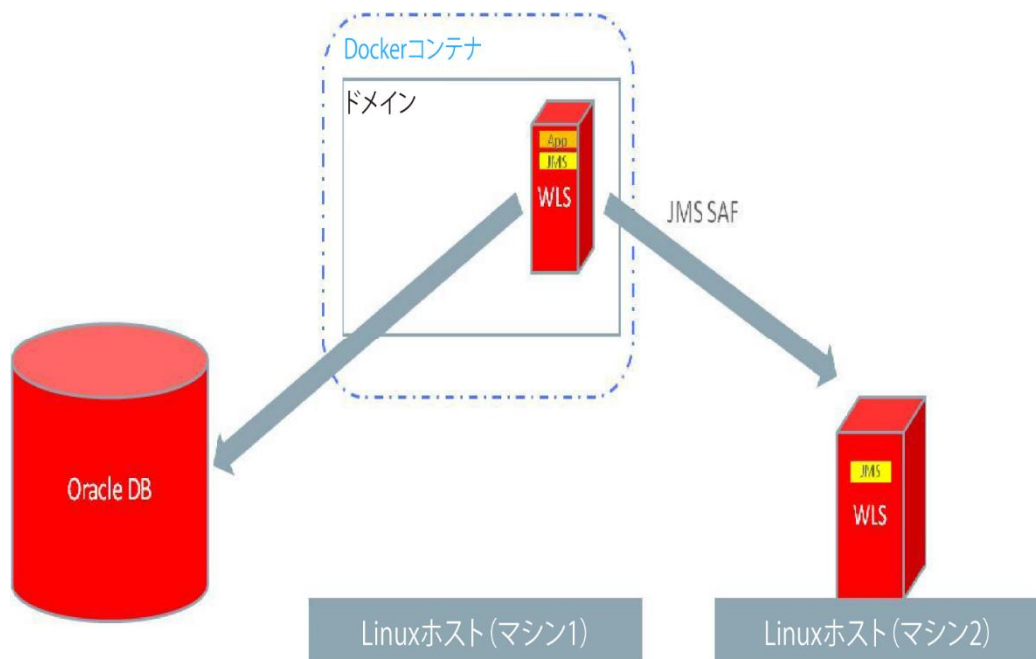 Dockerコンテナ
ドメイン
App
JMS
WLS
JMS SAF
Oracle DB
JMS
WLS
Linuxホスト(マシン1)
Linuxホスト(マシン2)